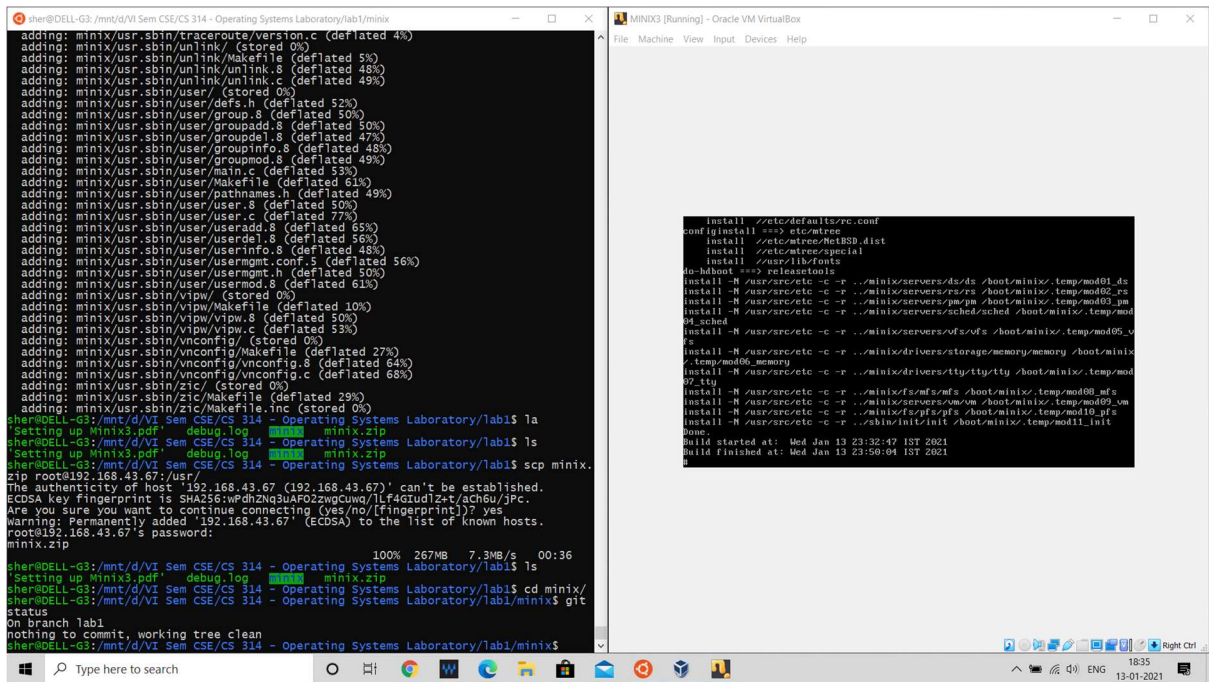 sher@DELL-G3: /mnt/d/VI Sem CSE/CS 314 - Operating Systems Laboratory/lab1/minix
adding: minix/usr.sbin/traceroute/version.c (deflated 4%)
adding: minix/usr.sbin/unlink/ (stored 0%)
adding: minix/usr.sbin/unlink/Makefile (deflated 5%)
adding: minix/usr.sbin/unlink/unlink.8 (deflated 48%)
adding: minix/usr.sbin/unlink/unlink.c (deflated 49%)
adding: minix/usr.sbin/user/ (stored 0%)
adding: minix/usr.sbin/user/defs.h (deflated 52%)
adding: minix/usr.sbin/user/group.8 (deflated 50%)
adding: minix/usr.sbin/user/groupadd.8 (deflated 50%)
adding: minix/usr.sbin/user/groupdel.8 (deflated 47%)
adding: minix/usr.sbin/user/groupinfo.8 (deflated 48%)
adding: minix/usr.sbin/user/groupmod.8 (deflated 49%)
adding: minix/usr.sbin/user/main.c (deflated 53%)
adding: minix/usr.sbin/user/Makefile (deflated 61%)
adding: minix/usr.sbin/user/pathnames.h (deflated 49%)
adding: minix/usr.sbin/user/user.8 (deflated 50%)
adding: minix/usr.sbin/user/user.c (deflated 77%)
adding: minix/usr.sbin/user/useradd.8 (deflated 65%)
adding: minix/usr.sbin/user/userdel.8 (deflated 56%)
adding: minix/usr.sbin/user/userinfo.8 (deflated 48%)
adding: minix/usr.sbin/user/usermgmt.conf.5 (deflated 56%)
adding: minix/usr.sbin/user/usermgmt.h (deflated 50%)
adding: minix/usr.sbin/user/usermod.8 (deflated 61%)
adding: minix/usr.sbin/vipw/ (stored 0%)
adding: minix/usr.sbin/vipw/Makefile (deflated 10%)
adding: minix/usr.sbin/vipw/vipw.8 (deflated 50%)
adding: minix/usr.sbin/vipw/vipw.c (deflated 53%)
adding: minix/usr.sbin/vnconfig/ (stored 0%)
adding: minix/usr.sbin/vnconfig/Makefile (deflated 27%)
adding: minix/usr.sbin/vnconfig/vnconfig.8 (deflated 64%)
adding: minix/usr.sbin/vnconfig/vnconfig.c (deflated 68%)
adding: minix/usr.sbin/zic/ (stored 0%)
adding: minix/usr.sbin/zic/Makefile (deflated 29%)
adding: minix/usr.sbin/zic/Makefile.inc (stored 0%)
sher@DELL-G3:/mnt/d/VI Sem CSE/CS 314 - Operating Systems Laboratory/lab1$ la
'Setting up Minix3.pdf' debug.log minix minix.zip
sher@DELL-G3:/mnt/d/VI Sem CSE/CS 314 - Operating Systems Laboratory/lab1$ ls
'Setting up Minix3.pdf' debug.log minix minix.zip
sher@DELL-G3:/mnt/d/VI Sem CSE/CS 314 - Operating Systems Laboratory/lab1$ scp minix.
zip root@192.168.43.67:/usr/
The authenticity of host '192.168.43.67 (192.168.43.67)' can't be established.
ECDSA key fingerprint is SHA256:wPdhZNq3uAFO2zwgCuwq/lLf4GIudlZ+t/aCh6u/jPc.
Are you sure you want to continue connecting (yes/no/[fingerprint])? yes
Warning: Permanently added '192.168.43.67' (ECDSA) to the list of known hosts.
root@192.168.43.67's password:
minix.zip
100% 267MB 7.3MB/s 00:36
sher@DELL-G3:/mnt/d/VI Sem CSE/CS 314 - Operating Systems Laboratory/lab1$ ls
'Setting up Minix3.pdf' debug.log minix minix.zip
sher@DELL-G3:/mnt/d/VI Sem CSE/CS 314 - Operating Systems Laboratory/lab1$ cd minix/
sher@DELL-G3:/mnt/d/VI Sem CSE/CS 314 - Operating Systems Laboratory/lab1/minix$ git
status
On branch lab1
nothing to commit, working tree clean
sher@DELL-G3:/mnt/d/VI Sem CSE/CS 314 - Operating Systems Laboratory/lab1/minix$
MINIX3 [Running] - Oracle VM VirtualBox
File Machine View Input Devices Help
install //etc/defaults/rc.conf
configinstall ===> etc/mtree
install //etc/mtree/NetBSD.dist
install //etc/mtree/special
install //usr/lib/fonts
do-hdboot ===> releasetools
install -N /usr/src/etc -c -r ../minix/servers/ds/ds /boot/minix/.temp/mod01_ds
install -N /usr/src/etc -c -r ../minix/servers/rs/rs /boot/minix/.temp/mod02_rs
install -N /usr/src/etc -c -r ../minix/servers/pm/pm /boot/minix/.temp/mod03_pm
install -N /usr/src/etc -c -r ../minix/servers/sched/sched /boot/minix/.temp/mod
04_sched
install -N /usr/src/etc -c -r ../minix/servers/vfs/vfs /boot/minix/.temp/mod05_v
fs
install -N /usr/src/etc -c -r ../minix/drivers/storage/memory/memory /boot/minix
/.temp/mod06_memory
install -N /usr/src/etc -c -r ../minix/drivers/tty/tty/tty /boot/minix/.temp/mod
07_tty
install -N /usr/src/etc -c -r ../minix/fs/mfs/mfs /boot/minix/.temp/mod08_mfs
install -N /usr/src/etc -c -r ../minix/servers/vm/vm /boot/minix/.temp/mod09_vm
install -N /usr/src/etc -c -r ../minix/fs/pfs/pfs /boot/minix/.temp/mod10_pfs
install -N /usr/src/etc -c -r ../sbin/init/init /boot/minix/.temp/mod11_init
Done.
Build started at: Wed Jan 13 23:32:47 IST 2021
Build finished at: Wed Jan 13 23:50:04 IST 2021
#
Right Ctrl
Type here to search
ENG
18:35
13-01-2021